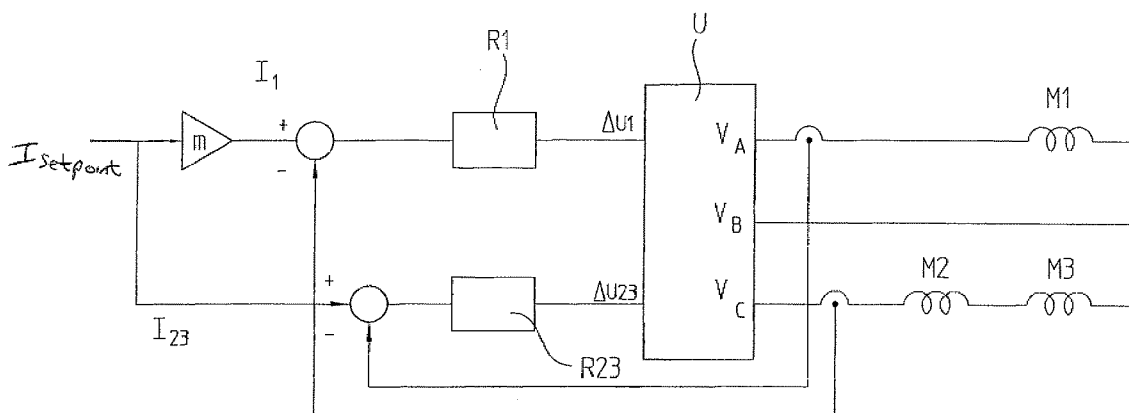 U
R1
M1
I1
ΔU1
m
+
VA
Isetpoint
-
VB
M2
M3
VC
+
ΔU23
I23
-
R23